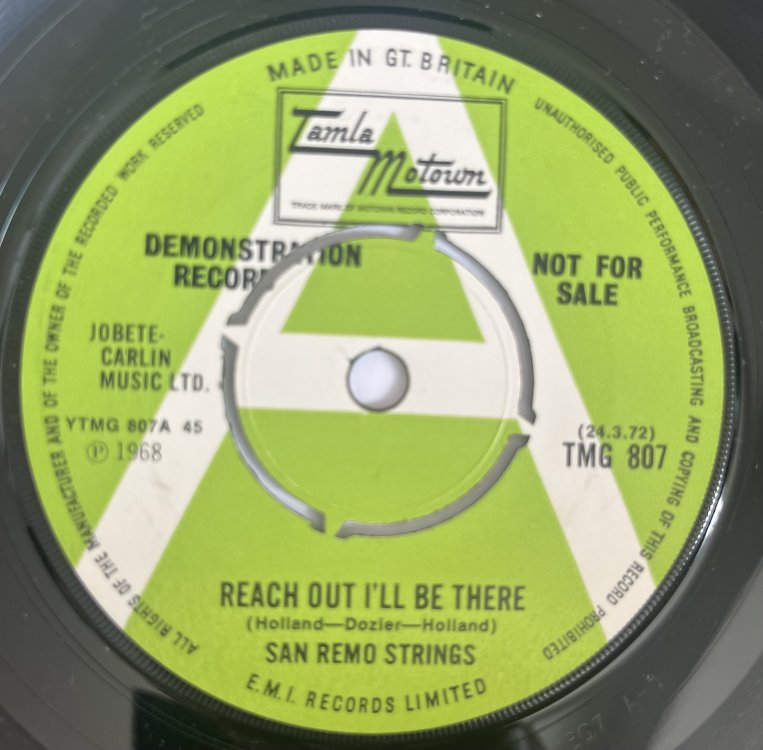 MADE IN GT. BRITAIN
Tamla
Motown
TRADE MARK OF MOTOWN RECORD CORPORATION
DEMONSTRATION
RECORD
NOT FOR
SALE
JOBETE-
CARLIN
MUSIC LTD.
YTMG 807A 45
℗ 1968
(24.3.72)
TMG 807
REACH OUT I'LL BE THERE
(Holland—Dozier—Holland)
SAN REMO STRINGS
E.M.I. RECORDS LIMITED
ALL RIGHTS OF THE MANUFACTURER AND OF THE OWNER OF THE RECORDED WORK RESERVED
UNAUTHORISED PUBLIC PERFORMANCE BROADCASTING AND COPYING OF THIS RECORD PROHIBITED